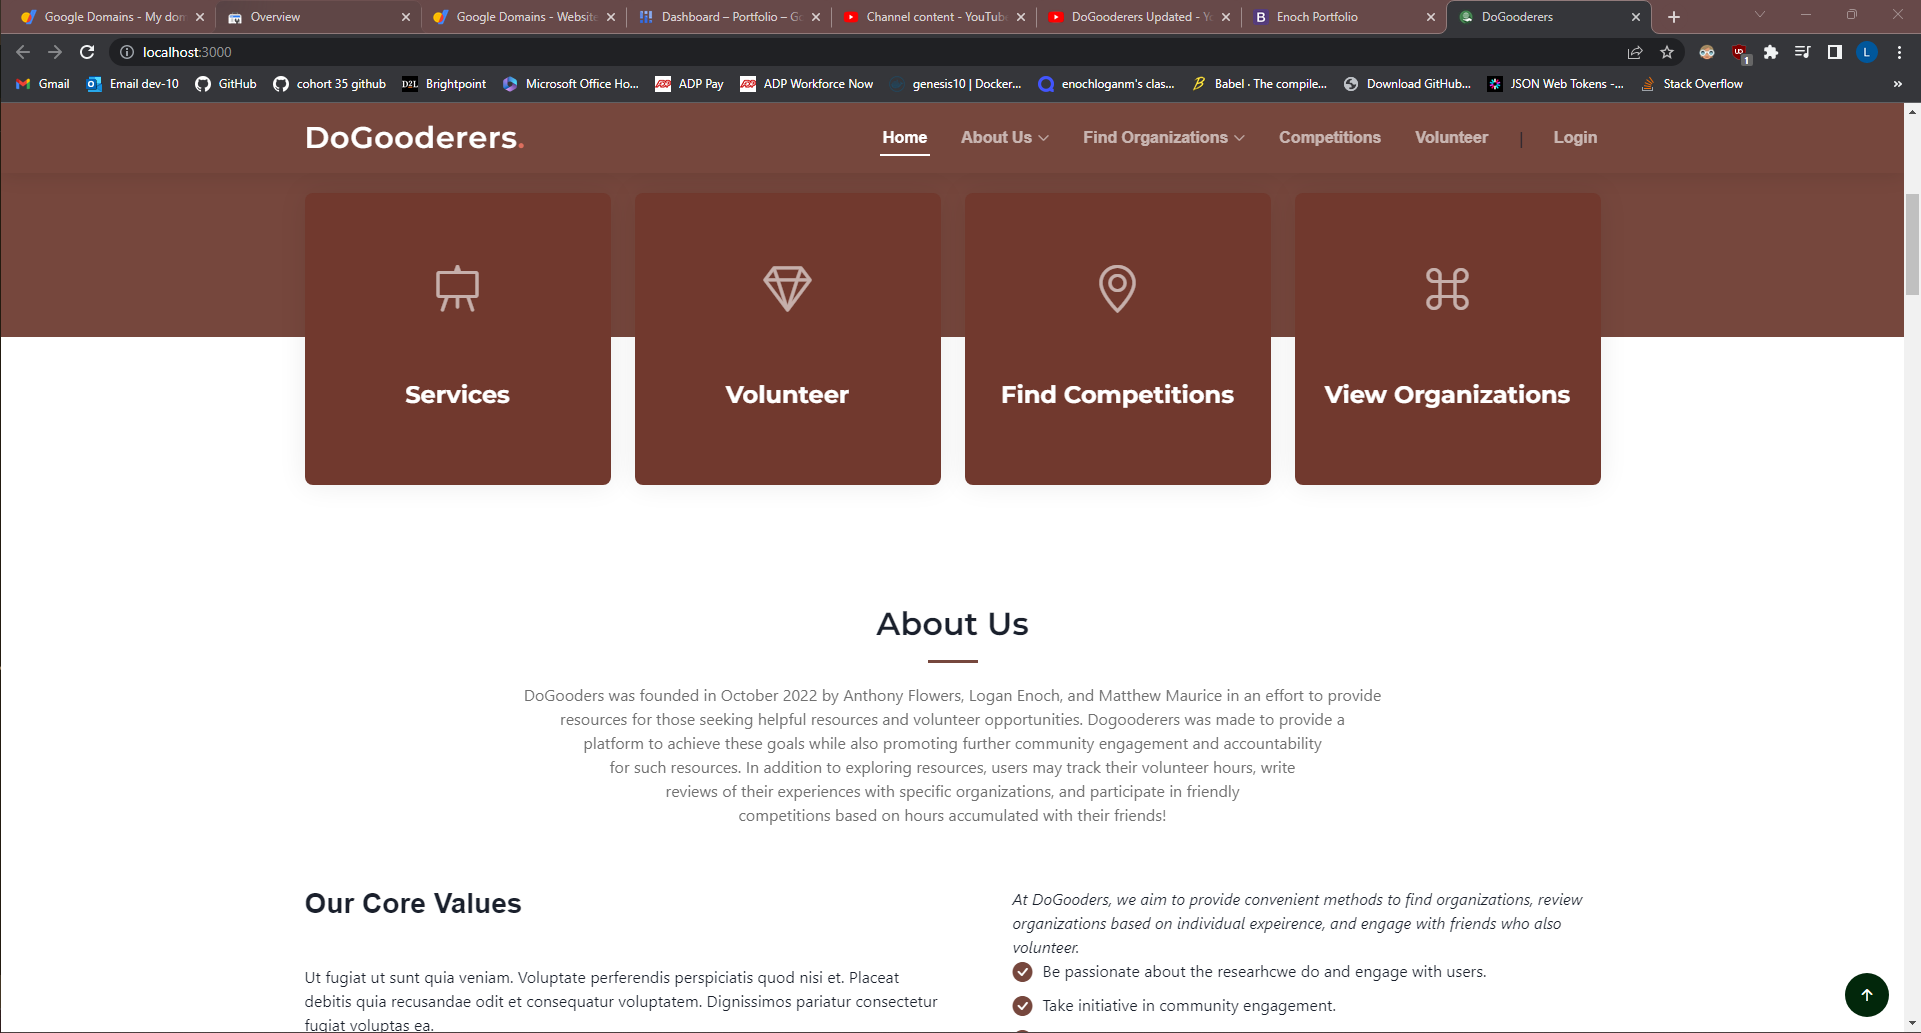 Google Domains - My dom
Overview
Google Domains - Website
Dashboard – Portfolio – Go
Channel content - YouTube
DoGooderers Updated - Yo
Enoch Portfolio
DoGooderers
localhost:3000
L
Gmail
Email dev-10
GitHub
cohort 35 github
D2L
Brightpoint
Microsoft Office Ho...
ADP Pay
ADP Workforce Now
genesis10 | Docker...
enochloganm's clas...
Babel · The compile...
Download GitHub...
JSON Web Tokens -...
Stack Overflow
»
DoGooderers.
Home
About Us
Find Organizations
Competitions
Volunteer
|
Login
Services
Volunteer
Find Competitions
View Organizations
About Us
DoGooders was founded in October 2022 by Anthony Flowers, Logan Enoch, and Matthew Maurice in an effort to provide
resources for those seeking helpful resources and volunteer opportunities. Dogooderers was made to provide a
platform to achieve these goals while also promoting further community engagement and accountability
for such resources. In addition to exploring resources, users may track their volunteer hours, write
reviews of their experiences with specific organizations, and participate in friendly
competitions based on hours accumulated with their friends!
Our Core Values
Ut fugiat ut sunt quia veniam. Voluptate perferendis perspiciatis quod nisi et. Placeat
debitis quia recusandae odit et consequatur voluptatem. Dignissimos pariatur consectetur
fugiat voluptas ea.
At DoGooders, we aim to provide convenient methods to find organizations, review
organizations based on individual expeirence, and engage with friends who also
volunteer.
Be passionate about the researhcwe do and engage with users.
Take initiative in community engagement.